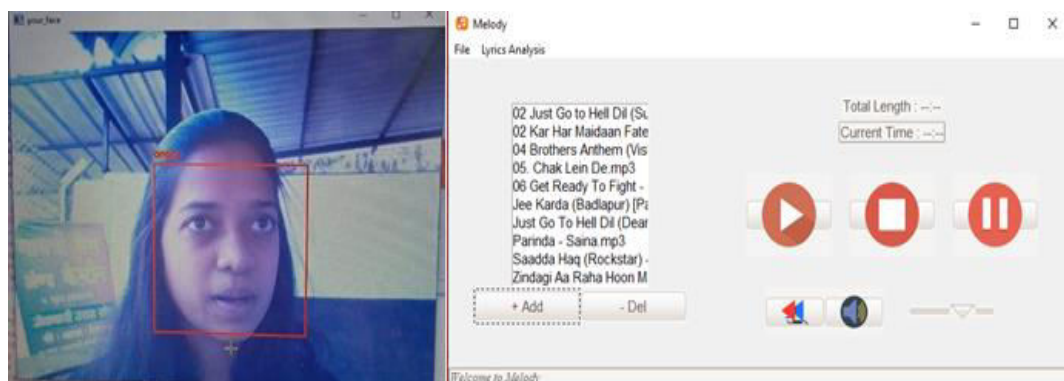 your_face
angry
Melody
File Lyrics Analysis
02 Just Go to Hell Dil (Su
02 Kar Har Maidaan Fate
04 Brothers Anthem (Vis
05. Chak Lein De.mp3
06 Get Ready To Fight -
Jee Karda (Badlapur) [Pa
Just Go To Hell Dil (Dear
Parinda - Saina.mp3
Saadda Haq (Rockstar) -
Zindagi Aa Raha Hoon M
+ Add - Del
Total Length : --:--
Current Time : --:--
Welcome to Melody